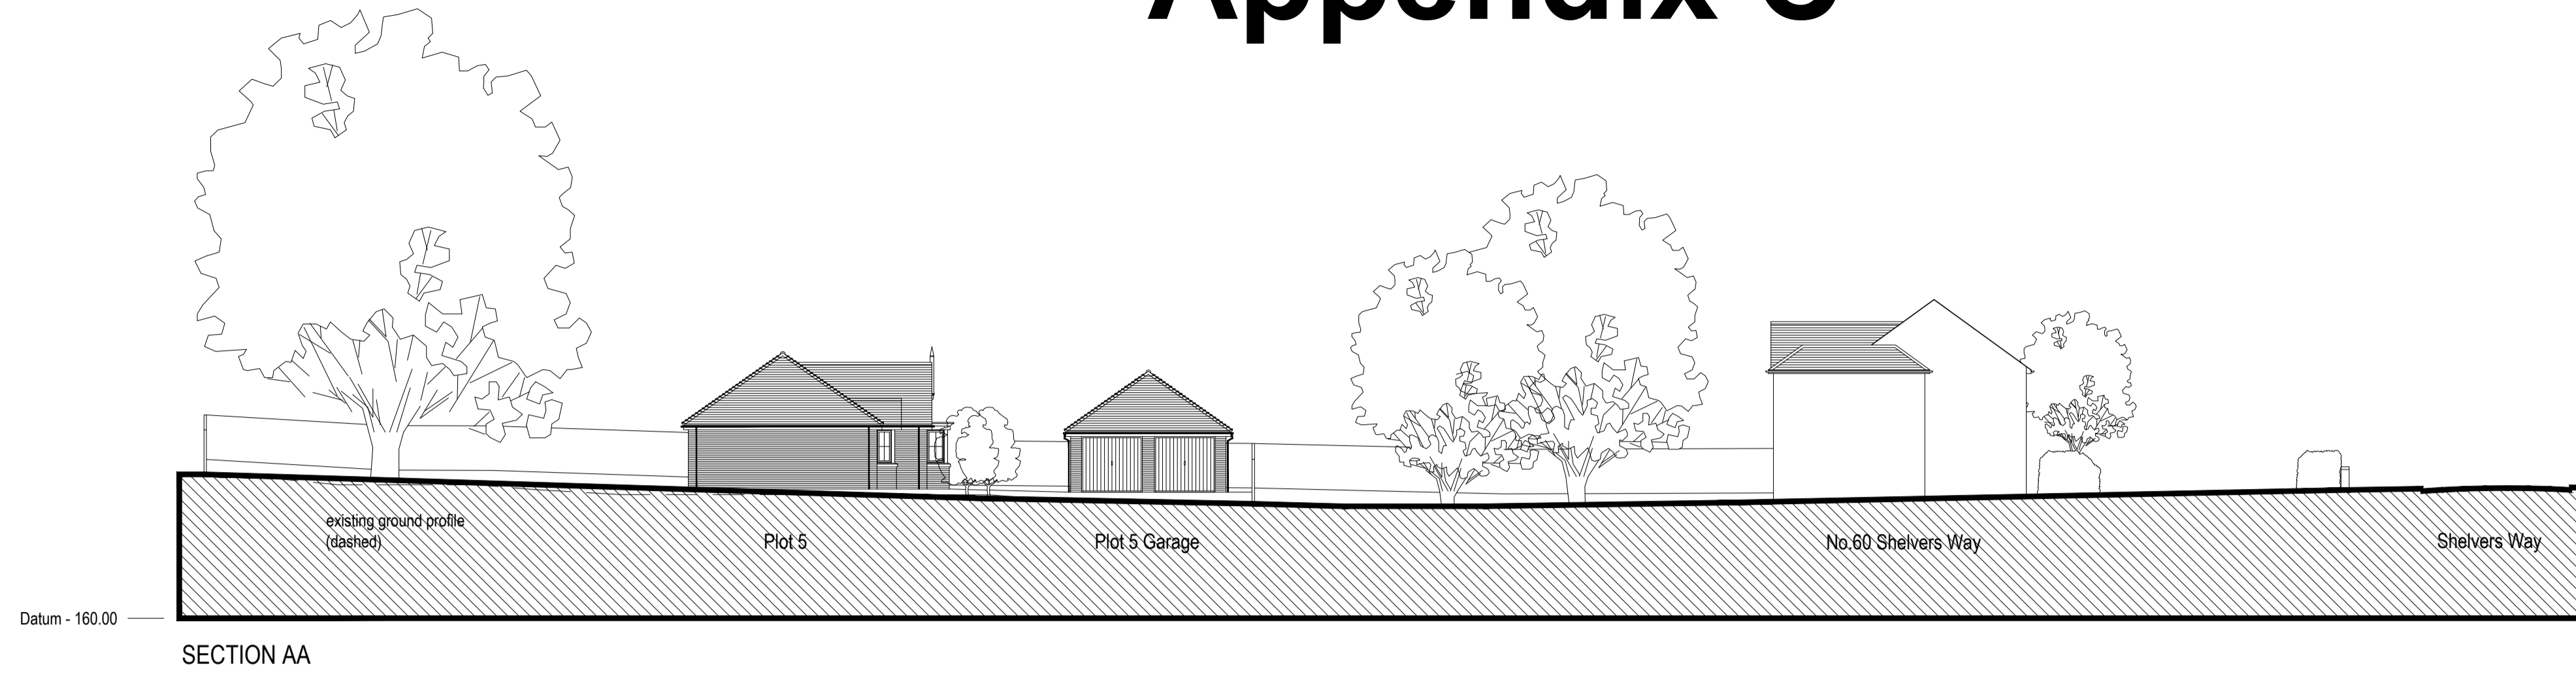 Appendix C
existing ground profile
(dashed)
Plot 5
Plot 5 Garage
No.60 Shelvers Way
Shelvers Way
Datum - 160.00
SECTION AA